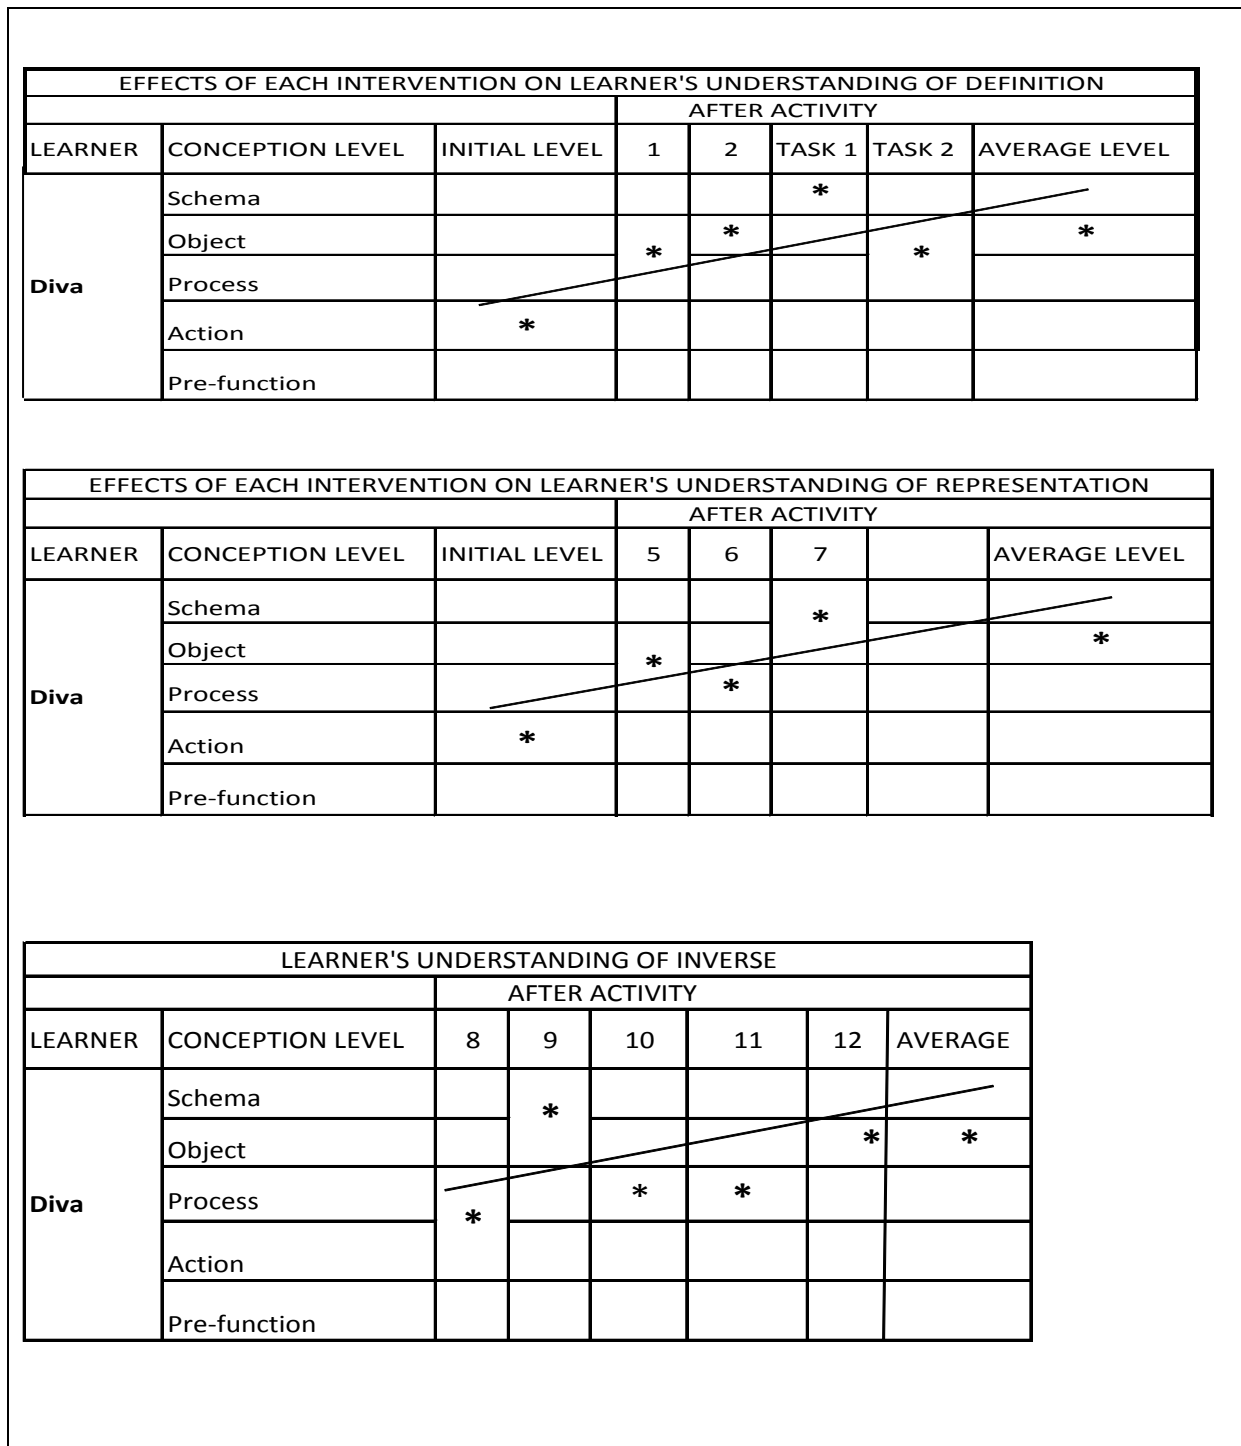 EFFECTS OF EACH INTERVENTION ON LEARNER'S UNDERSTANDING OF DEFINITION
AFTER ACTIVITY
LEARNER CONCEPTION LEVEL INITIAL LEVEL 1 2 TASK 1 TASK 2 AVERAGE LEVEL
Schema *
Object * * * *
Diva Process
Action *
Pre-function
EFFECTS OF EACH INTERVENTION ON LEARNER'S UNDERSTANDING OF REPRESENTATION
AFTER ACTIVITY
LEARNER CONCEPTION LEVEL INITIAL LEVEL 5 6 7 AVERAGE LEVEL
Schema *
Object * *
Diva Process *
Action *
Pre-function
LEARNER'S UNDERSTANDING OF INVERSE
AFTER ACTIVITY
LEARNER CONCEPTION LEVEL 8 9 10 11 12 AVERAGE
Schema *
Object * *
Diva Process * * *
Action
Pre-function